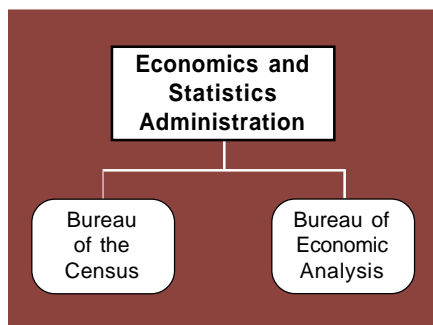 Economics and
Statistics
Administration
Bureau
of the
Census
Bureau of
Economic
Analysis